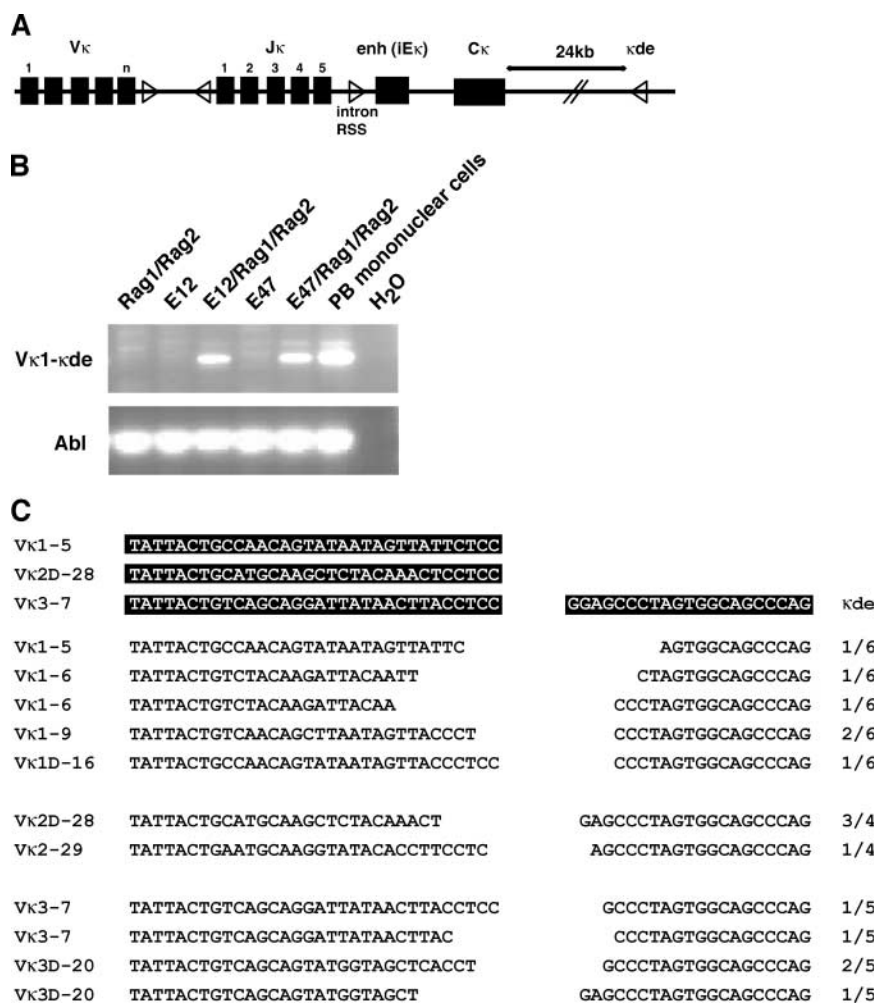 A
Vκ Jκ enh (iEκ) Cκ 24kb κde
1 n 1 2 3 4 5
intron
RSS
B
Rag1/Rag2 E12 E12/Rag1/Rag2 E47 E47/Rag1/Rag2 PB mononuclear cells H2O
Vκ1-κde
Abl
C
Vκ1-5 TATTACTGCCAACAGTATAATAGTTATTCTCC
Vκ2D-28 TATTACTGCATGCAAGCTCTACAAACTCCTCC
Vκ3-7 TATTACTGTCAGCAGGATTATAACTTACCTCC GGAGCCCTAGTGGCAGCCCAG κde
Vκ1-5 TATTACTGCCAACAGTATAATAGTTATTC AGTGGCAGCCCAG 1/6
Vκ1-6 TATTACTGTCTACAAGATTACAATT CTAGTGGCAGCCCAG 1/6
Vκ1-6 TATTACTGTCTACAAGATTACAA CCCTAGTGGCAGCCCAG 1/6
Vκ1-9 TATTACTGTCAACAGCTTAATAGTTACCCT CCCTAGTGGCAGCCCAG 2/6
Vκ1D-16 TATTACTGCCAACAGTATAATAGTTACCCTCC CCCTAGTGGCAGCCCAG 1/6
Vκ2D-28 TATTACTGCATGCAAGCTCTACAAACT GAGCCCTAGTGGCAGCCCAG 3/4
Vκ2-29 TATTACTGAATGCAAGGTATACACCTTCCTC AGCCCTAGTGGCAGCCCAG 1/4
Vκ3-7 TATTACTGTCAGCAGGATTATAACTTACCTCC GCCCTAGTGGCAGCCCAG 1/5
Vκ3-7 TATTACTGTCAGCAGGATTATAACTTAC CCCTAGTGGCAGCCCAG 1/5
Vκ3D-20 TATTACTGTCAGCAGTATGGTAGCTCACCT GCCCTAGTGGCAGCCCAG 2/5
Vκ3D-20 TATTACTGTCAGCAGTATGGTAGCT GAGCCCTAGTGGCAGCCCAG 1/5